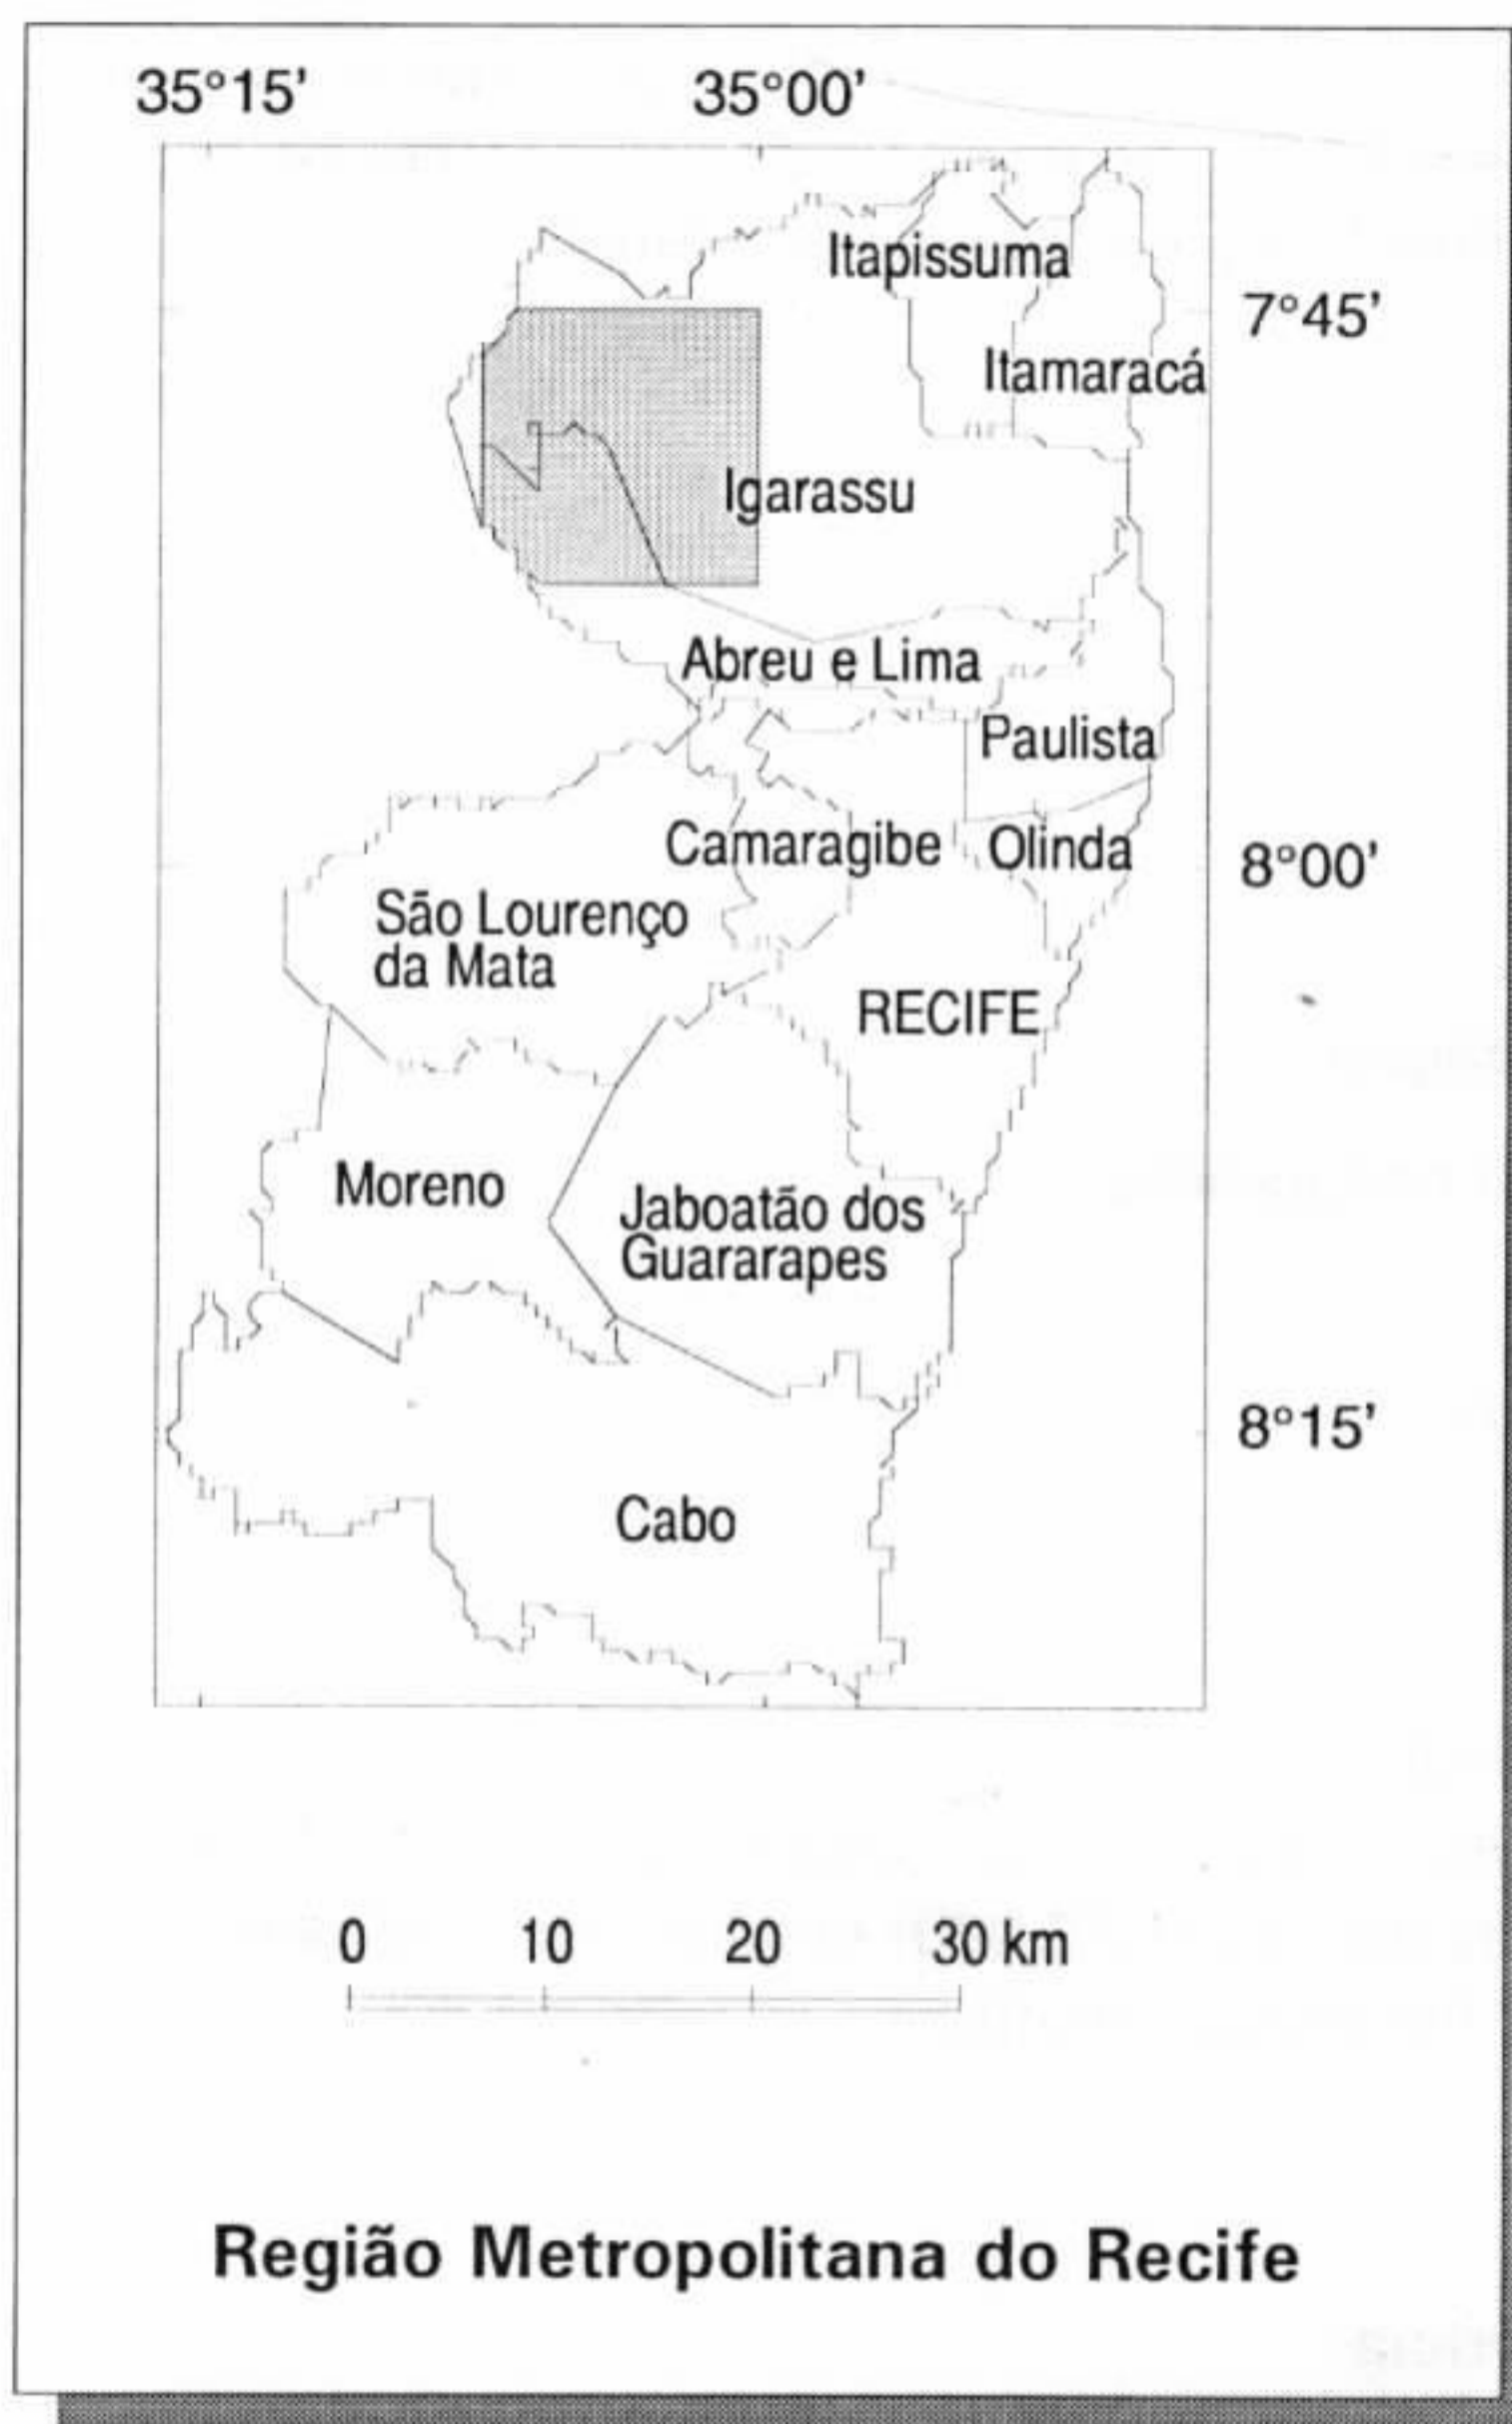 35°15' 35°00'
Itapissuma
7°45'
Itamaracá
Igarassu
Abreu e Lima
Paulista
Camaragibe Olinda
8°00'
São Lourenço
da Mata
RECIFE
Moreno
Jaboatão dos
Guararapes
8°15'
Cabo
0 10 20 30 km
Região Metropolitana do Recife